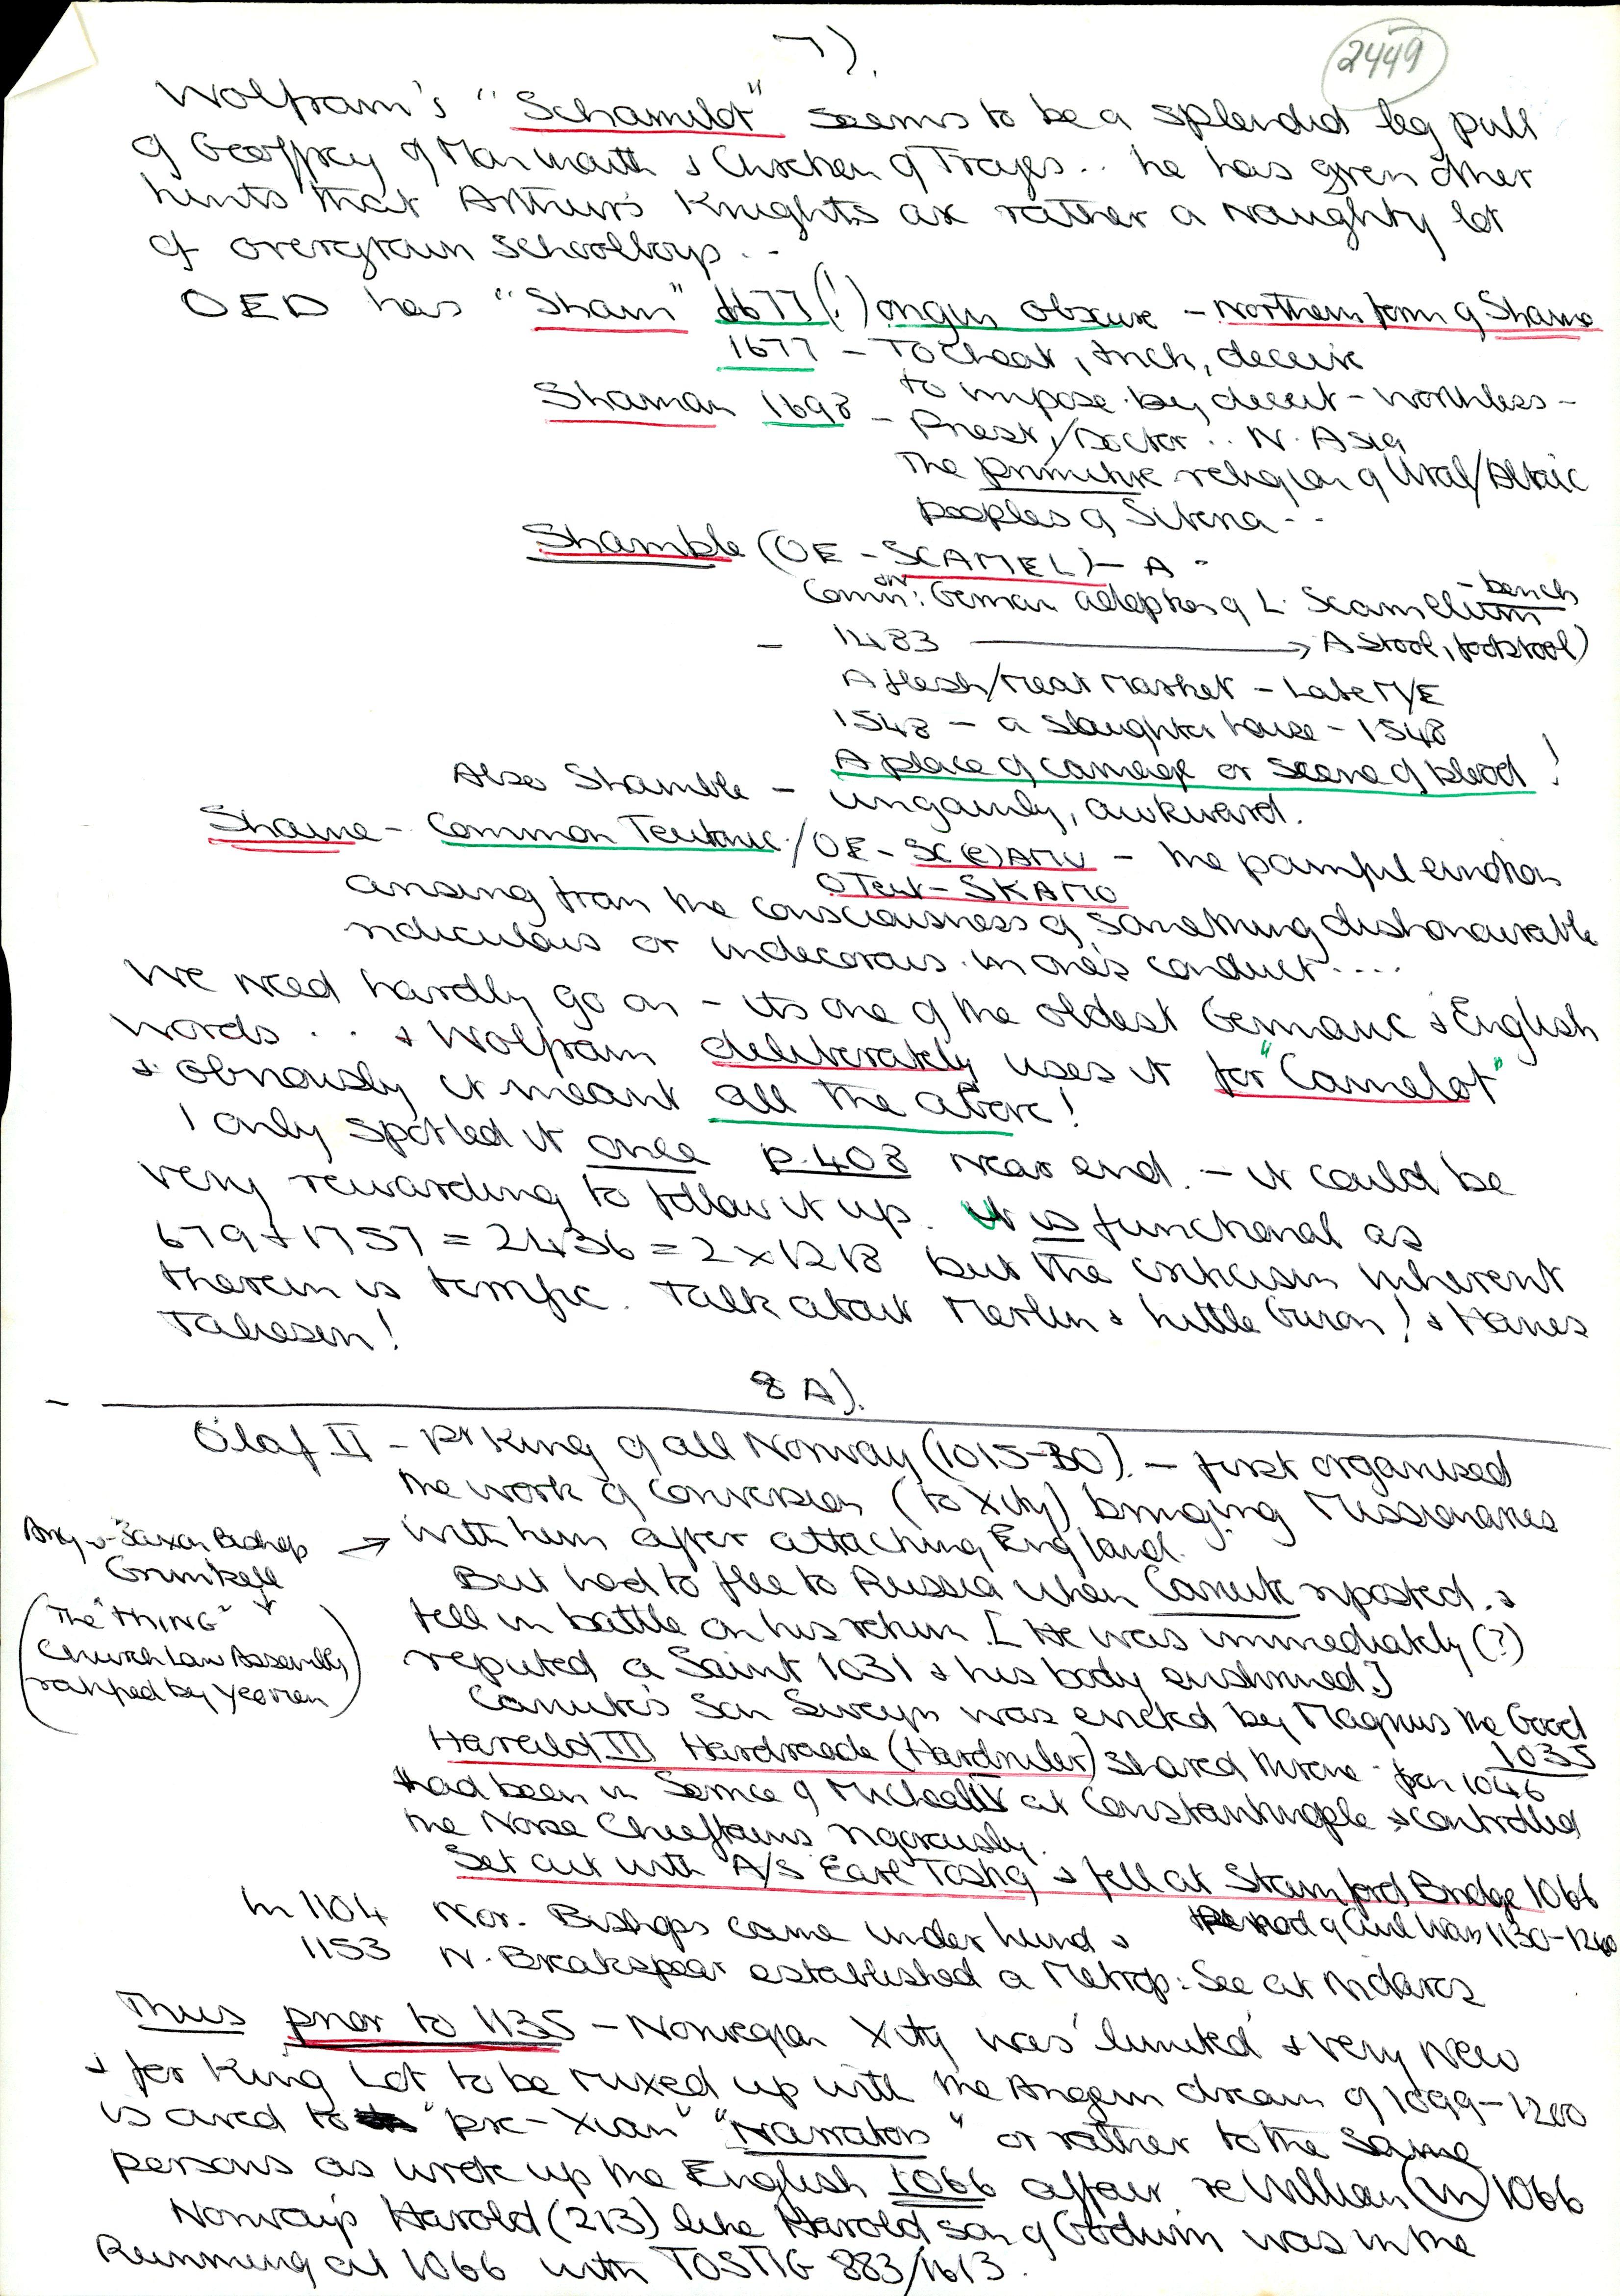 7).
2449
Wolfram's "Schamilot" seems to be a splendid leg pull
of Geoffrey of Monmouth & Chrétien of Troyes.. he has given other
hints that Arthur's Knights are rather a naughty lot
of overgrown schoolboys...
OED has "Sham" 1677(!) origin obscure - Northern form of Shame
1677 - To cheat, trick, deceive
to impose by deceit - worthless -
Shaman 1698 - Priest/Doctor.. N. Asia
The primitive religion of Ural/Altaic
peoples of Siberia..
Shamble (OE - SCAMEL) - A -
Comm: German adoption of L. Scamellum - bench
- 1483 → A stool, footstool)
A flesh/meat market - Late M/E
1548 - a slaughter house - 1548
A place of carnage or scene of blood!
Also Shamble - ungainly, awkward.
Shame - Common Teutonic/OE - SC(E)AMU - the painful emotion
OTeut - SKAMO
arising from the consciousness of something dishonourable
ridiculous or indecorous in one's conduct....
We need hardly go on - its one of the oldest Germanic & English
words... & Wolfram deliberately uses it for "Camelot"
& obviously it meant all the above!
I only spotted it once p.408 near end. - it could be
very rewarding to follow it up. It is functional as
679 + 1757 = 2436 = 2 x 1218 but the criticism inherent
therein is terrific. Talk about Merlin & little Guion! & Hanes
Taliesin!
8A).
Olaf II - 1st King of all Norway (1015-30). - first organised
the work of conversion (to Xity) bringing Missionaries
Anglo-Saxon Bishop → with him after attacking England.
Grimkell
But had to flee to Russia when Canute riposted. &
(The "THING"
fell in battle on his return. [He was immediately (?)
Church Law Assembly
reputed a Saint 1031 & his body enshrined.]
ratified by Yeomen)
Canute's son Sweyn was evicted by Magnus the Good
1035
Harald III Hardraade (Hardruler) shared throne from 1046
Had been in Service of Michael IV at Constantinople & controlled
the Norse Chieftains rigorously.
Set out with A/S Earl Tostig & fell at Stamford Bridge 1066
In 1104 Nor. Bishops came under Lund & Period of Civil Wars 1130-1240
1153 N. Breakspear established a Metrop: See at Nidaros
Thus prior to 1135 - Norwegian Xity was 'limited' & very new
& for King Lot to be mixed up with the Angevin dream of 1099-1200
is owed to "pre-Xian" "Narrators" or rather to the same
persons as wrote up the English 1066 affair re William (in) 1066
Norway's Harold (213) like Harold son of Godwin was in the
Running at 1066 with TOSTIG 883/1613.